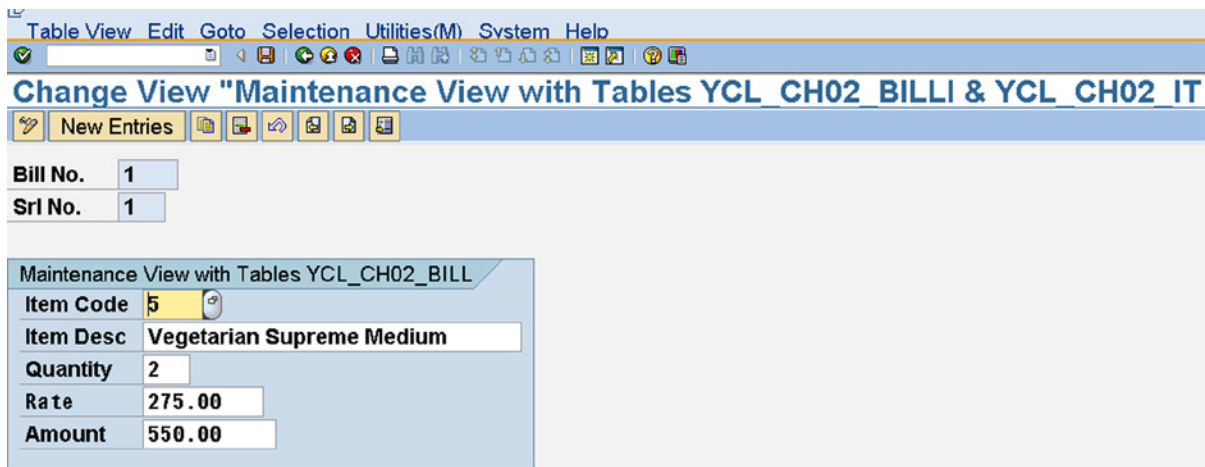 Table View Edit Goto Selection Utilities(M) System Help
Change View "Maintenance View with Tables YCL_CH02_BILLI & YCL_CH02_IT
New Entries
Bill No. 1
Srl No. 1
Maintenance View with Tables YCL_CH02_BILL
Item Code 5
Item Desc Vegetarian Supreme Medium
Quantity 2
Rate 275.00
Amount 550.00